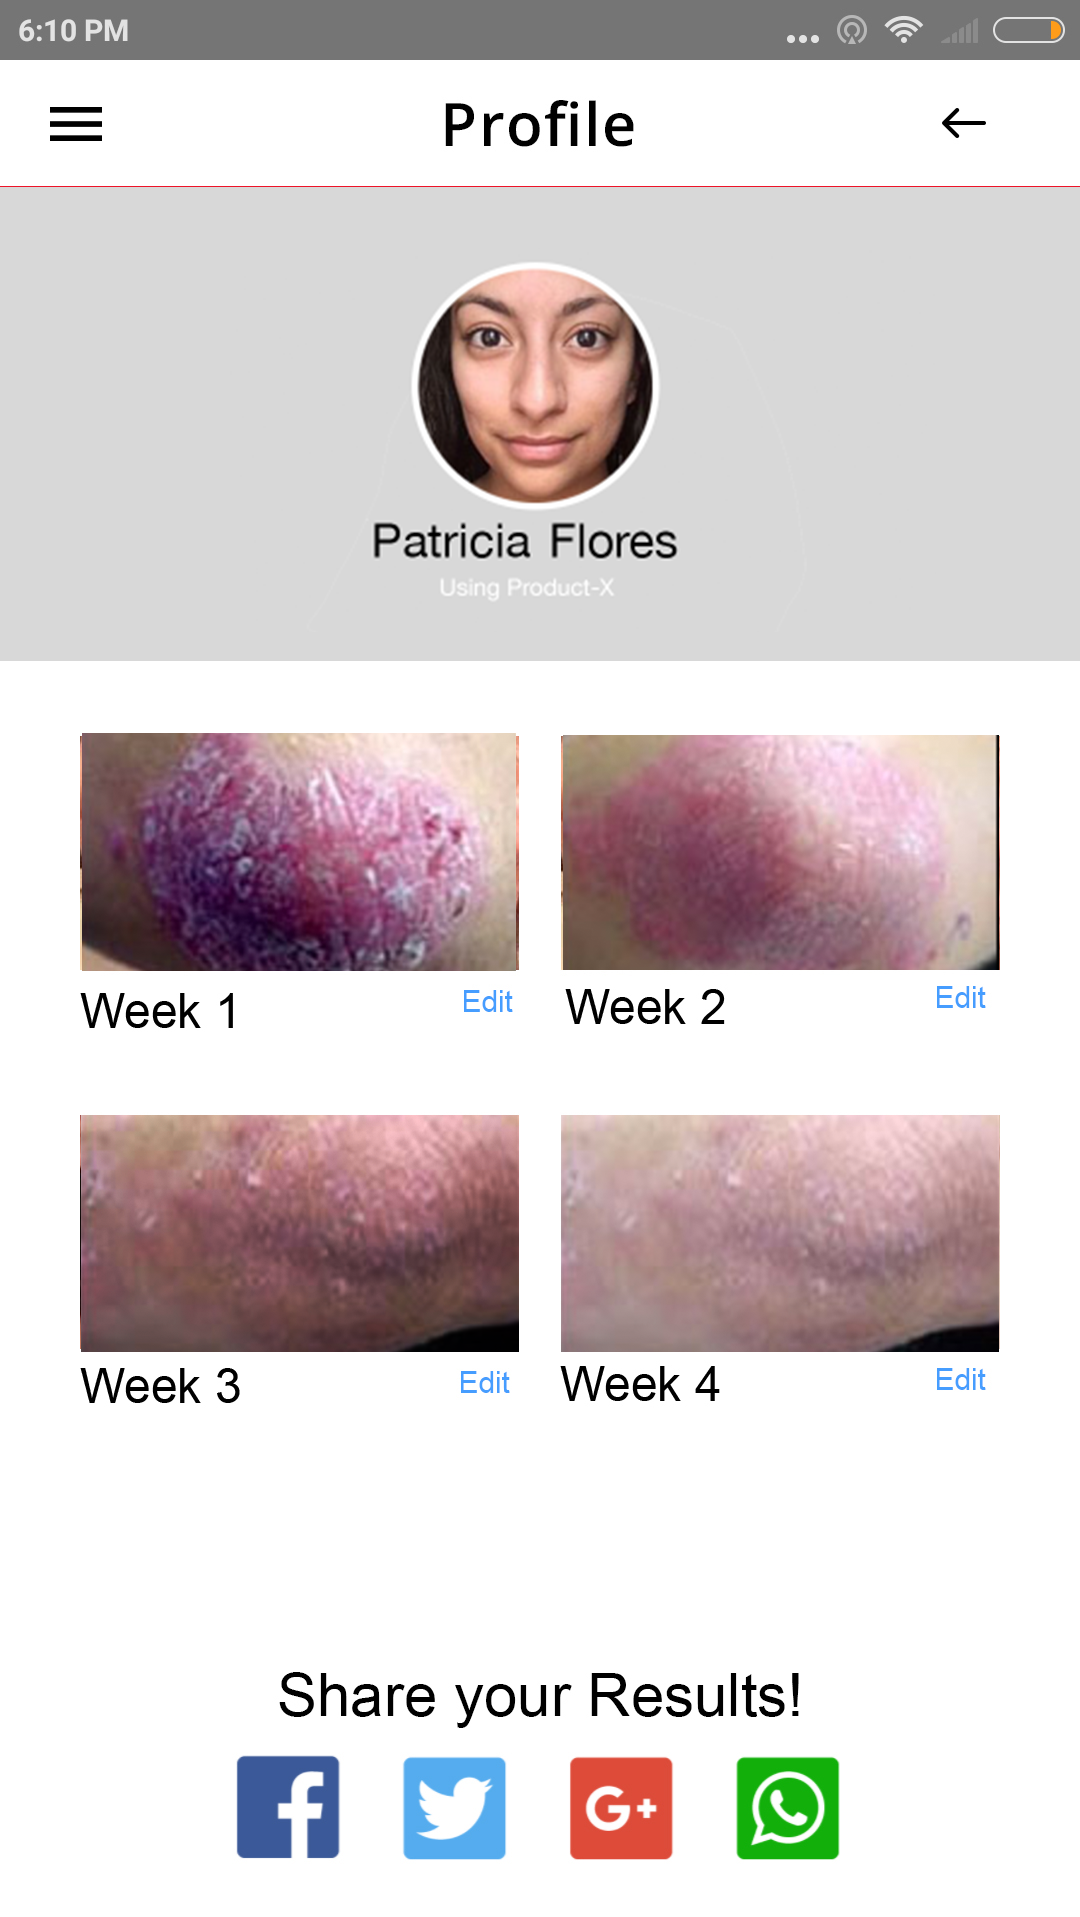 6:10 PM
Profile
Patricia Flores
Using Product-X
Week 1 Edit
Week 2 Edit
Week 3 Edit
Week 4 Edit
Share your Results!
f
G+